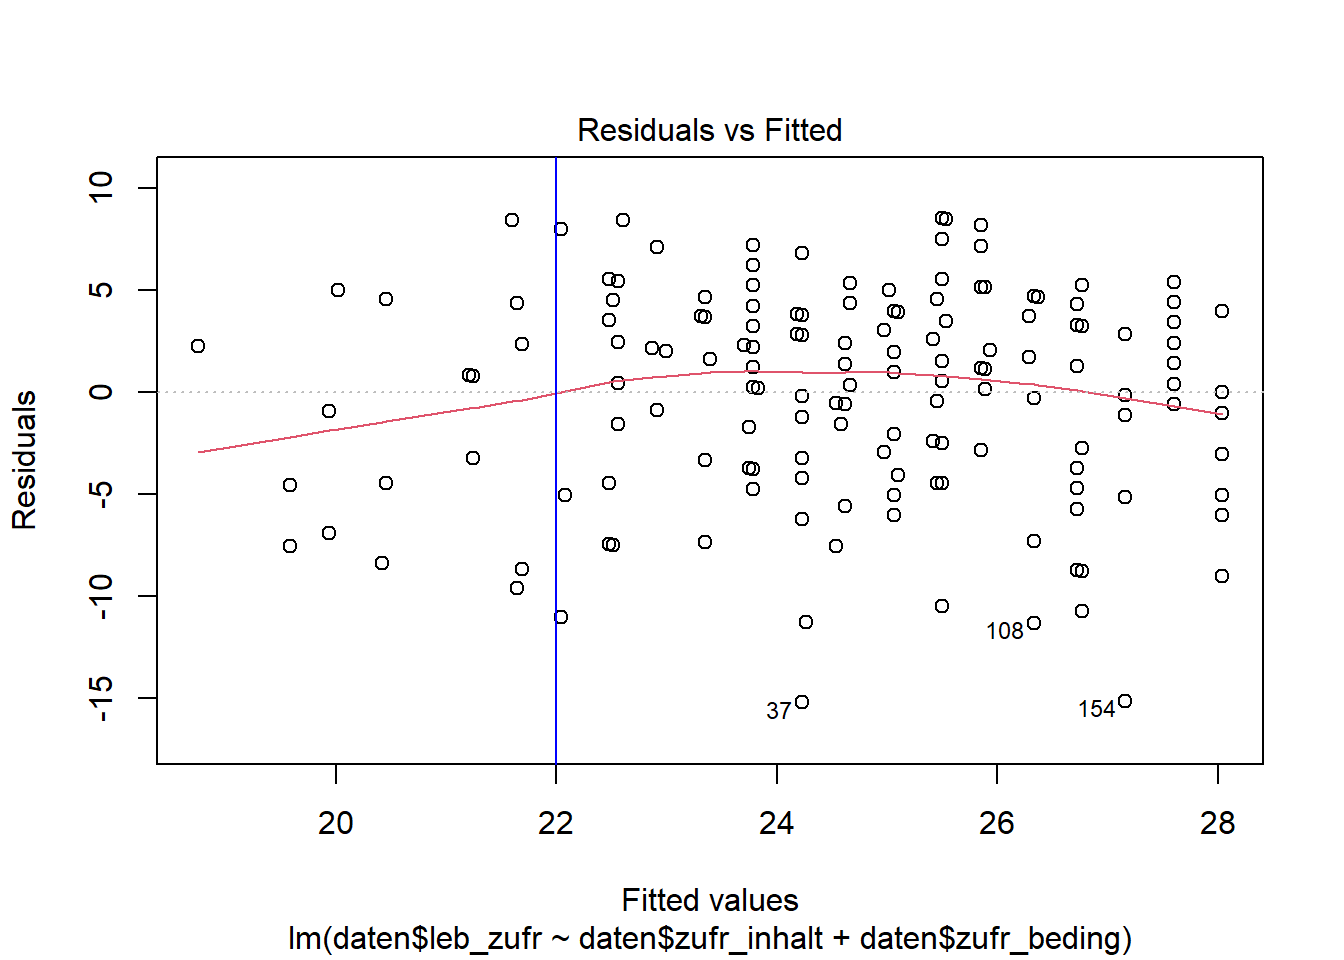 Residuals vs Fitted
Residuals
10
5
0
-5
-10
-15
108
37
154
20 22 24 26 28
Fitted values
lm(daten$leb_zufr ~ daten$zufr_inhalt + daten$zufr_beding)